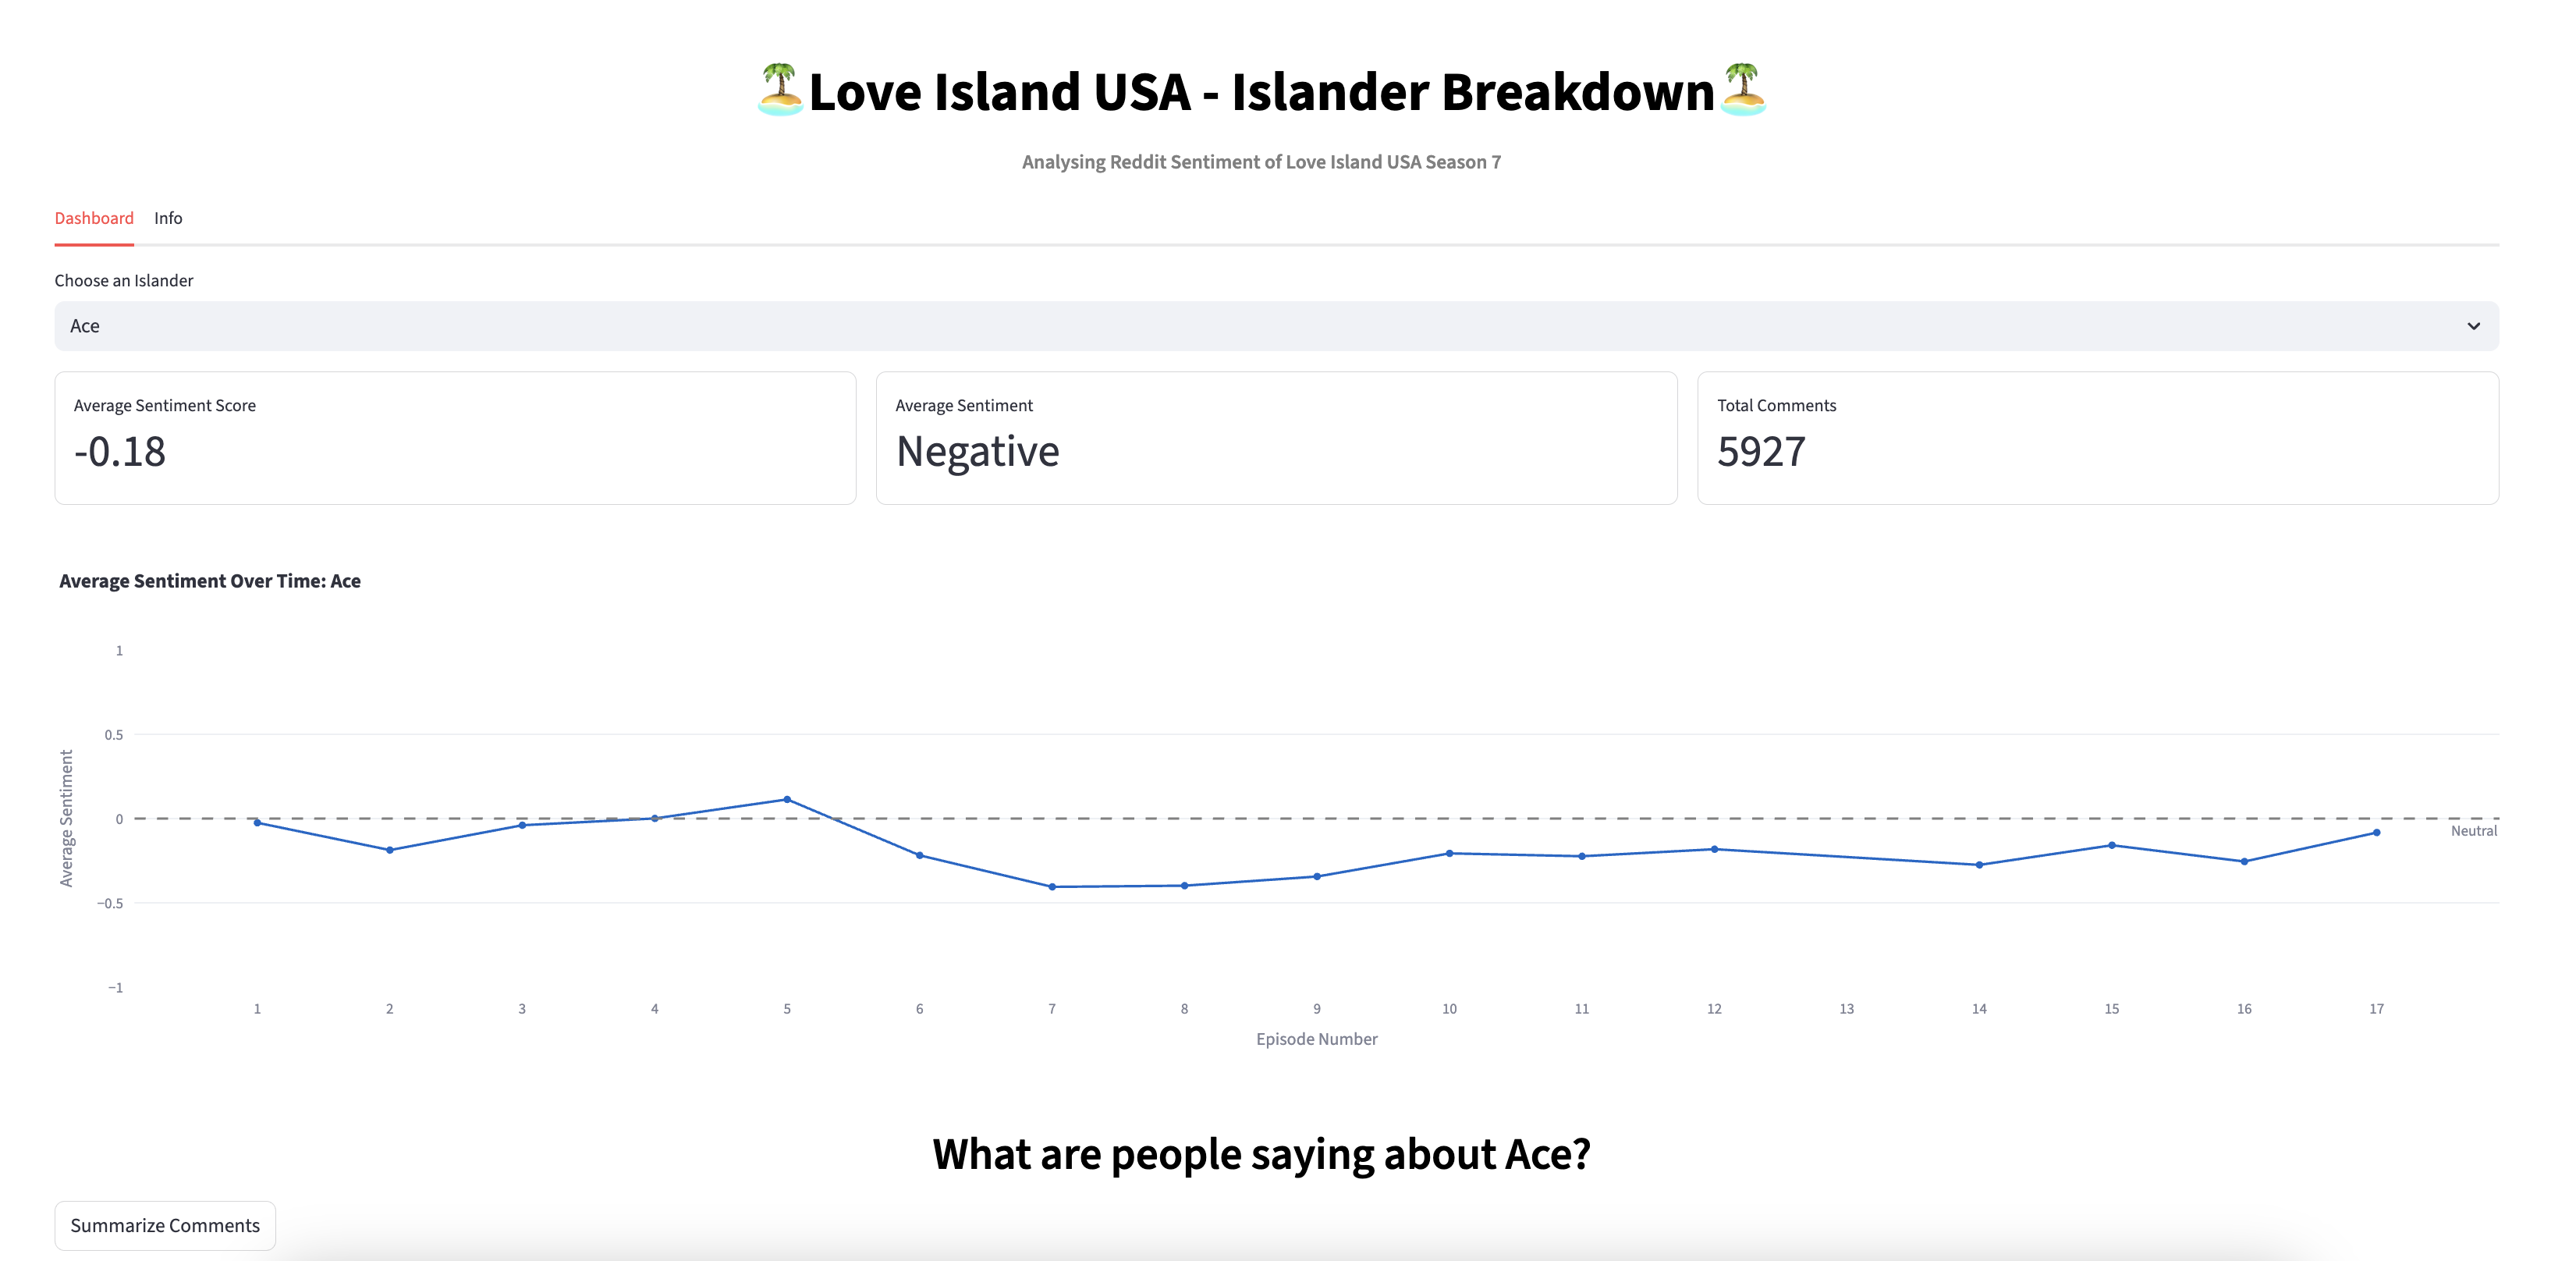 🏝️Love Island USA - Islander Breakdown🏝️
Analysing Reddit Sentiment of Love Island USA Season 7
Dashboard Info
Choose an Islander
Ace
Average Sentiment Score
-0.18
Average Sentiment
Negative
Total Comments
5927
Average Sentiment Over Time: Ace
1
0.5
0
−0.5
−1
Average Sentiment
Neutral
1 2 3 4 5 6 7 8 9 10 11 12 13 14 15 16 17
Episode Number
What are people saying about Ace?
Summarize Comments